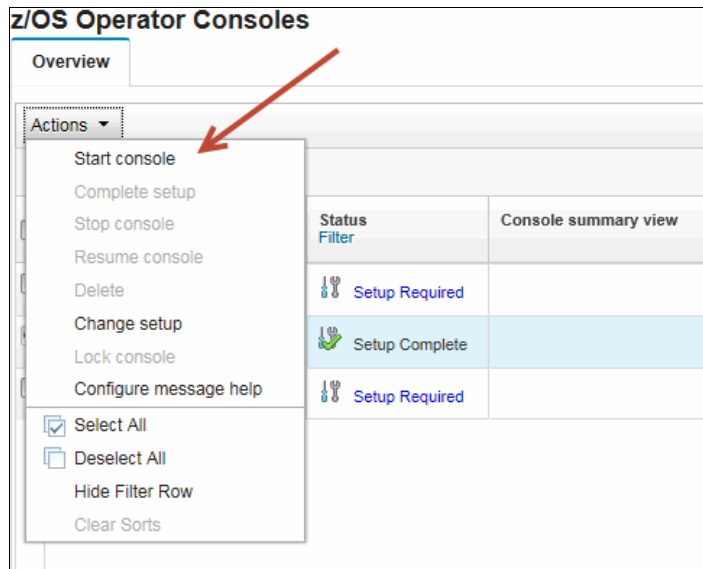 z/OS Operator Consoles
Overview
Actions
Start console
Complete setup
Stop console
Resume console
Delete
Change setup
Lock console
Configure message help
Select All
Deselect All
Hide Filter Row
Clear Sorts
Status
Filter
Console summary view
Setup Required
Setup Complete
Setup Required